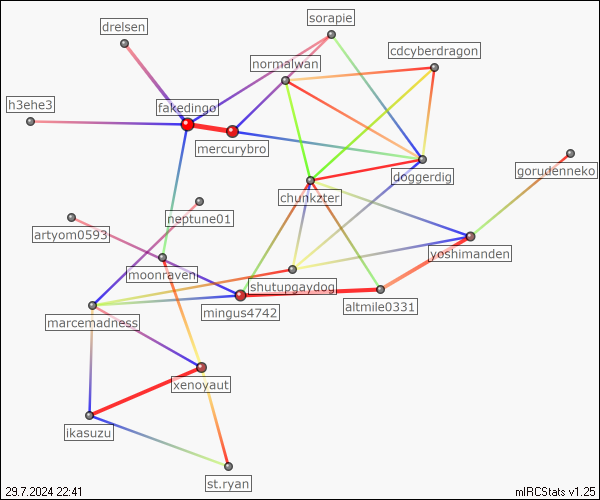 sorapie
drelsen
cdcyberdragon
normalwan
h3ehe3
fakedingo
mercurybro
gorudenneko
doggerdig
chunkzter
neptune01
artyom0593
yoshimanden
moonraven
shutupgaydog
altmile0331
mingus4742
marcemadness
xenoyaut
ikasuzu
st.ryan
29.7.2024 22:41
mIRCStats v1.25